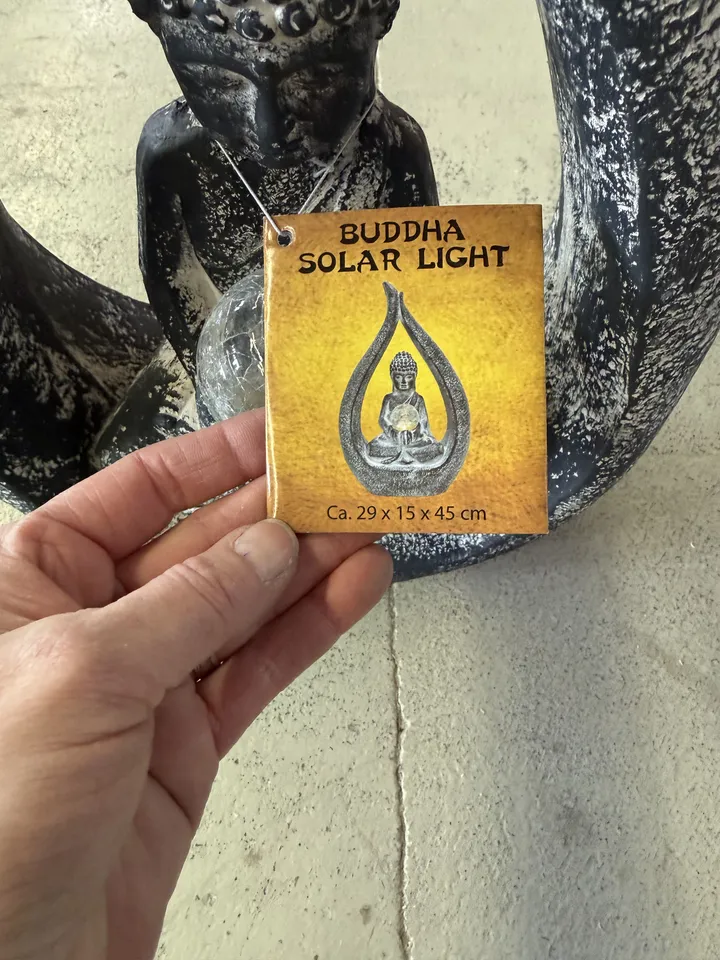 BUDDHA
SOLAR LIGHT
Ca. 29 x 15 x 45 cm